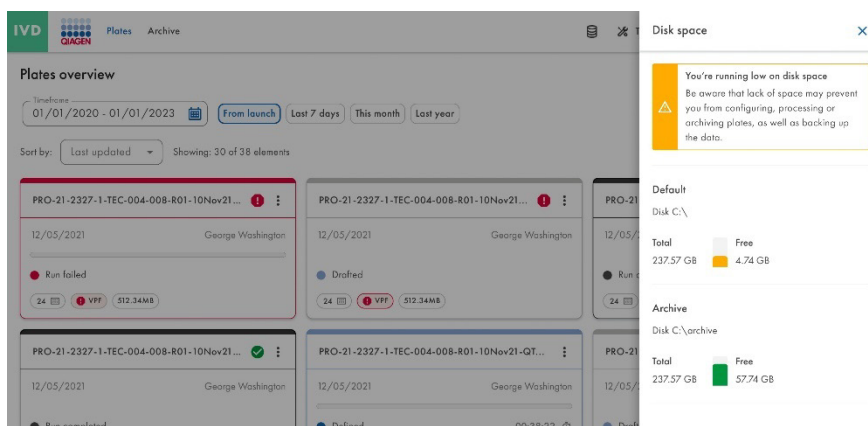 IVD
QIAGEN
Plates
Archive
Disk space
Plates overview
Timeframe
01/01/2020 - 01/01/2023
From launch
Last 7 days
This month
Last year
Sort by:
Last updated
Showing: 30 of 38 elements
PRO-21-2327-1-TEC-004-008-R01-10Nov21...
12/05/2021
George Washington
Run failed
24
VPF
512.34MB
PRO-21-2327-1-TEC-004-008-R01-10Nov21...
12/05/2021
George Washington
Drafted
24
VPF
512.34MB
PRO-21
12/05/
Run
24
PRO-21-2327-1-TEC-004-008-R01-10Nov21...
12/05/2021
George Washington
Run completed
PRO-21-2327-1-TEC-004-008-R01-10Nov21-QT...
12/05/2021
George Washington
Defined
00:38:22
PRO-21
12/05/
You're running low on disk space
Be aware that lack of space may prevent
you from configuring, processing or
archiving plates, as well as backing up
the data.
Default
Disk C:\
Total
Free
237.57 GB
4.74 GB
Archive
Disk C:\archive
Total
Free
237.57 GB
57.74 GB